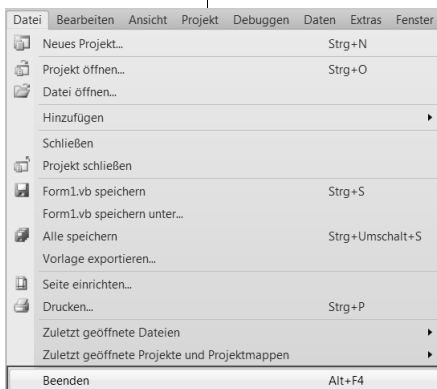 Datei Bearbeiten Ansicht Projekt Debuggen Daten Extras Fenster
Neues Projekt... Strg+N
Projekt öffnen... Strg+O
Datei öffnen...
Hinzufügen
Schließen
Projekt schließen
Form1.vb speichern Strg+S
Form1.vb speichern unter...
Alle speichern Strg+Umschalt+S
Vorlage exportieren...
Seite einrichten...
Drucken... Strg+P
Zuletzt geöffnete Dateien
Zuletzt geöffnete Projekte und Projektmappen
Beenden Alt+F4